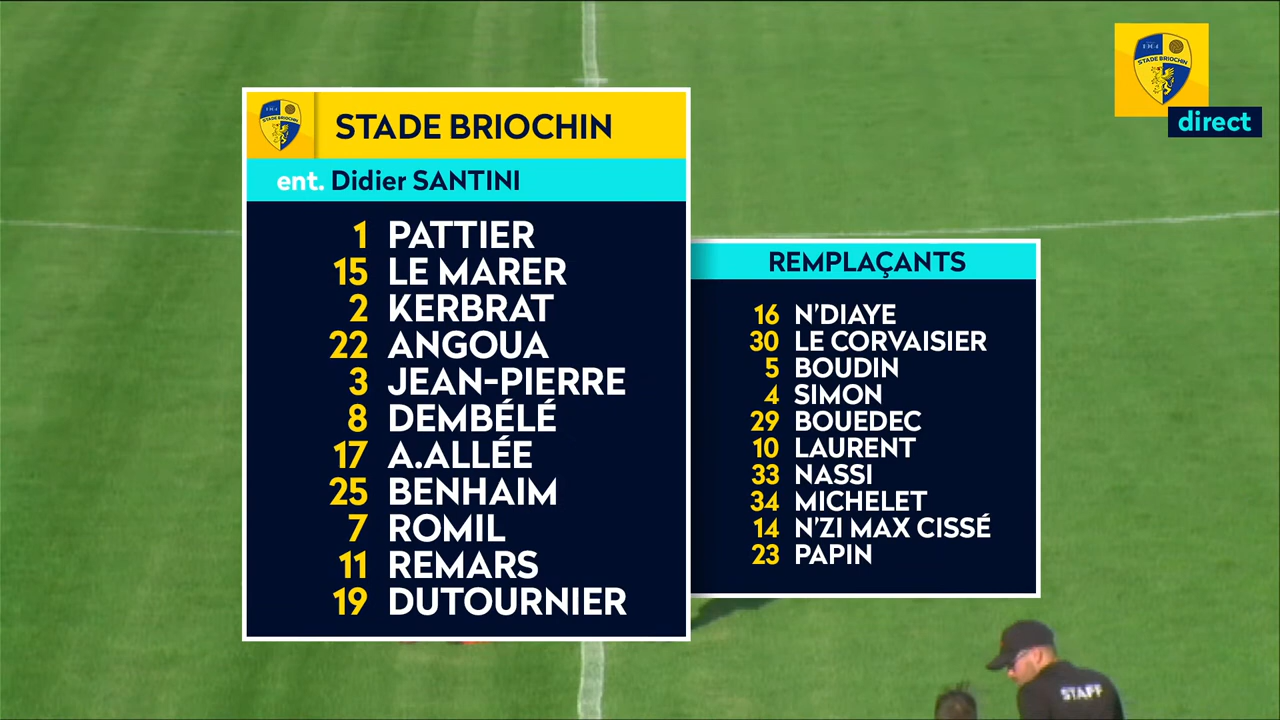 STADE BRIOCHIN
direct
STADE BRIOCHIN
STADE BRIOCHIN
ent. Didier SANTINI
1 PATTIER
15 LE MARER
2 KERBRAT
22 ANGOUA
3 JEAN-PIERRE
8 DEMBÉLÉ
17 A.ALLÉE
25 BENHAIM
7 ROMIL
11 REMARS
19 DUTOURNIER
REMPLAÇANTS
16 N'DIAYE
30 LE CORVAISIER
5 BOUDIN
4 SIMON
29 BOUEDEC
10 LAURENT
33 NASSI
34 MICHELET
14 N'ZI MAX CISSÉ
23 PAPIN
STAFF